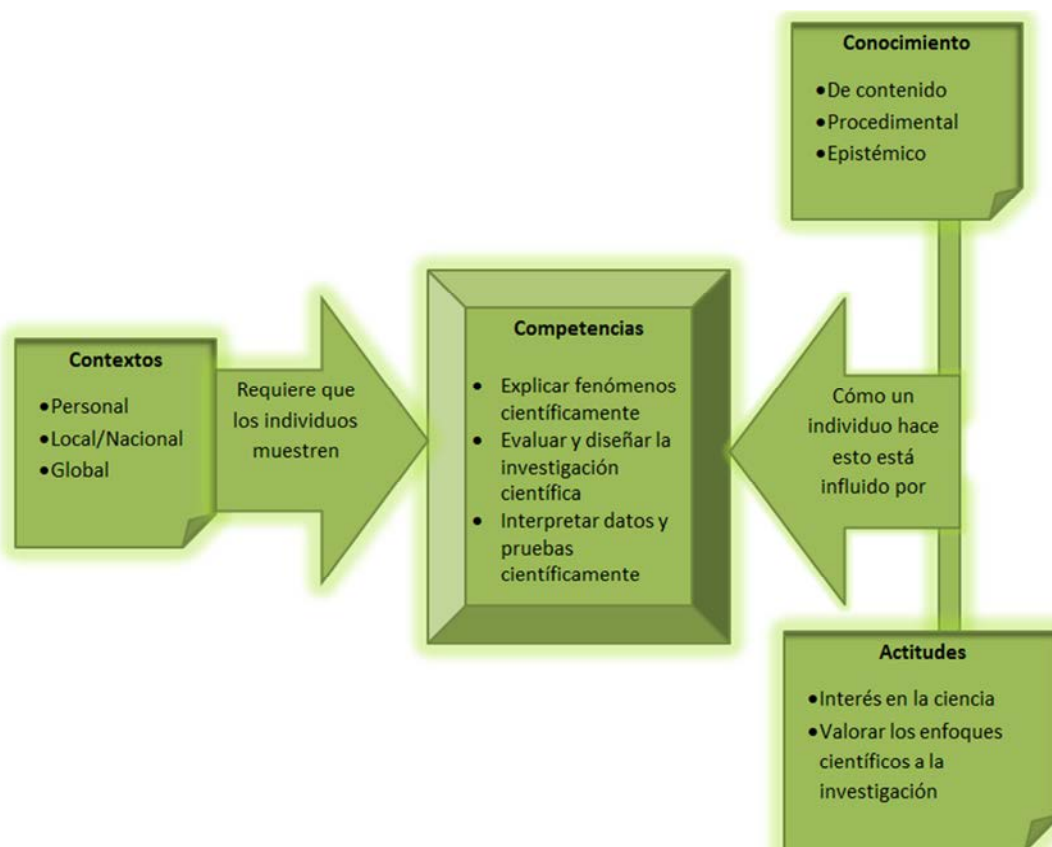 Conocimiento
•De contenido
•Procedimental
•Epistémico
Contextos
•Personal
•Local/Nacional
•Global
Requiere que
los individuos
muestren
Competencias
• Explicar fenómenos
científicamente
• Evaluar y diseñar la
investigación
científica
• Interpretar datos y
pruebas
científicamente
Cómo un
individuo hace
esto está
influido por
Actitudes
•Interés en la ciencia
•Valorar los enfoques
científicos a la
investigación